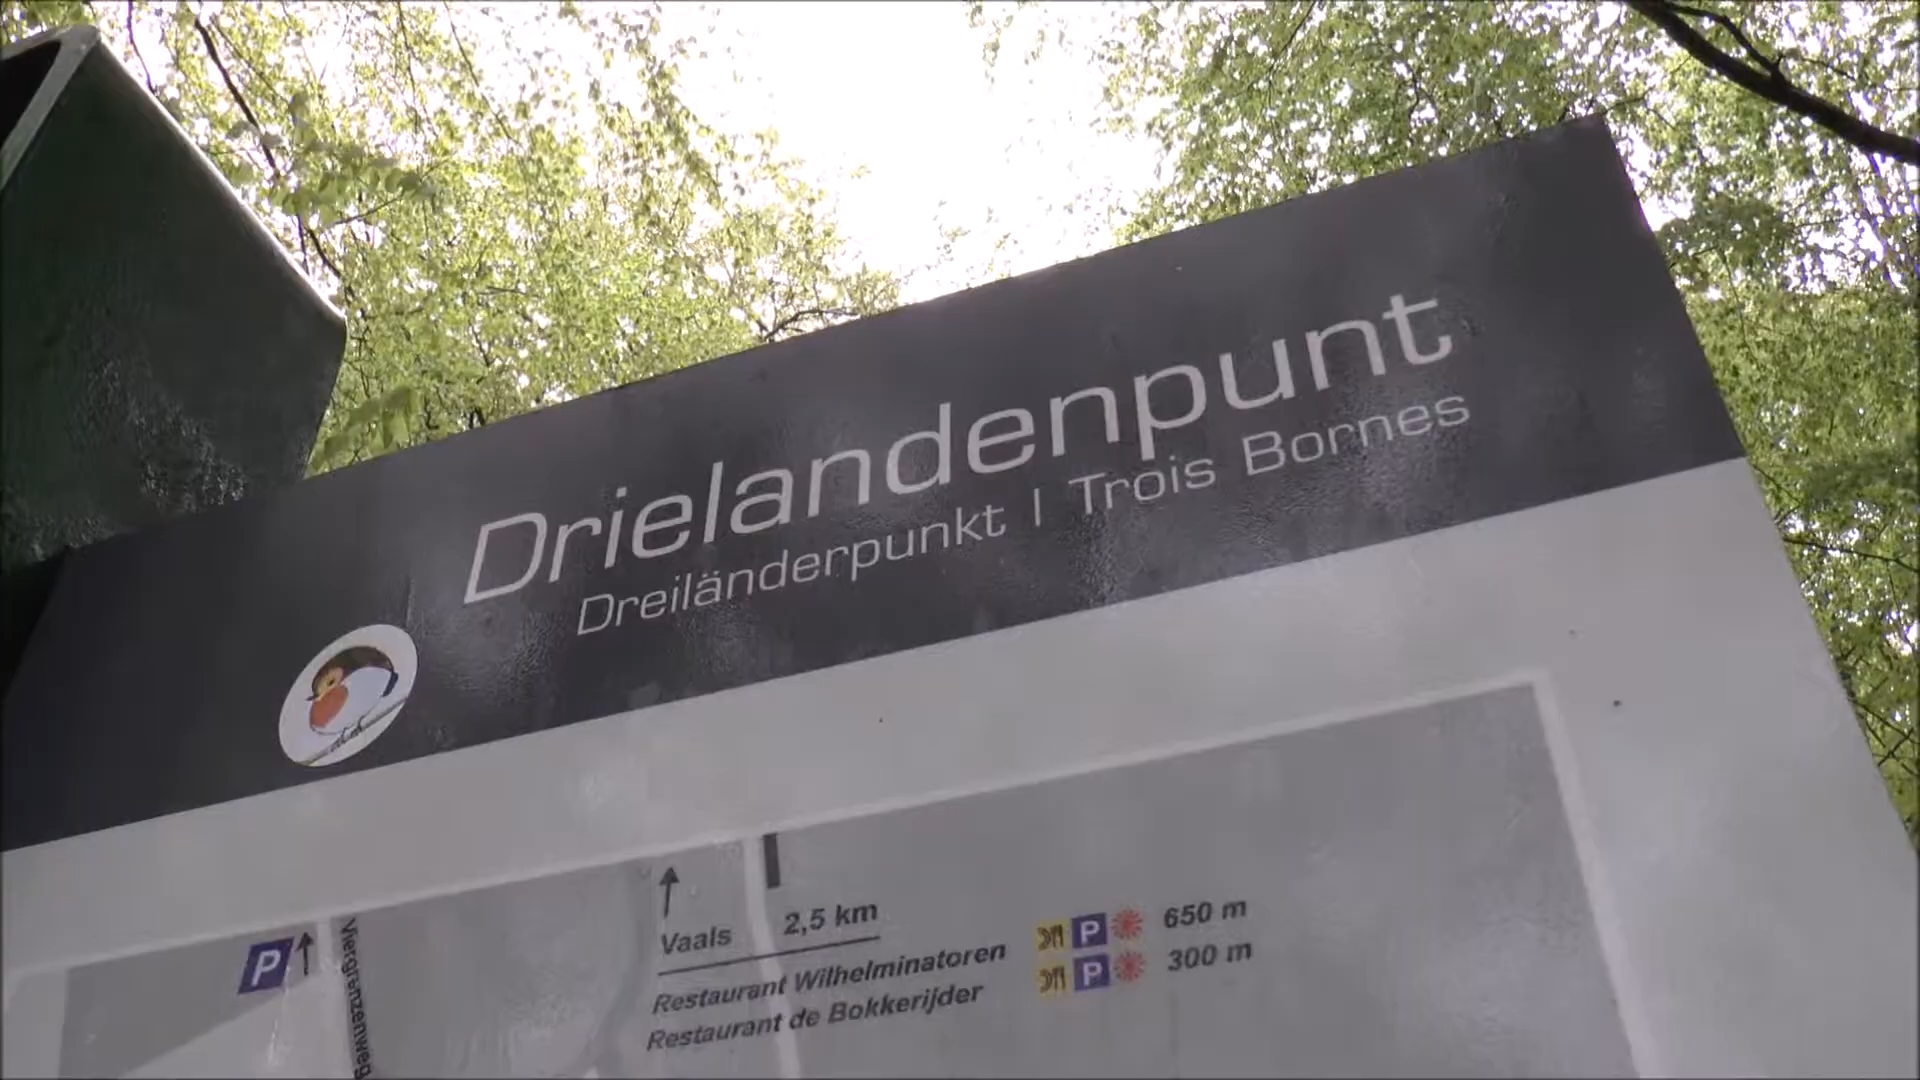 Drielandenpunt
Dreiländerpunkt | Trois Bornes
P
Viergrenzenweg
Vaals 2,5 km
Restaurant Wilhelminatoren P 650 m
Restaurant de Bokkerijder P 300 m